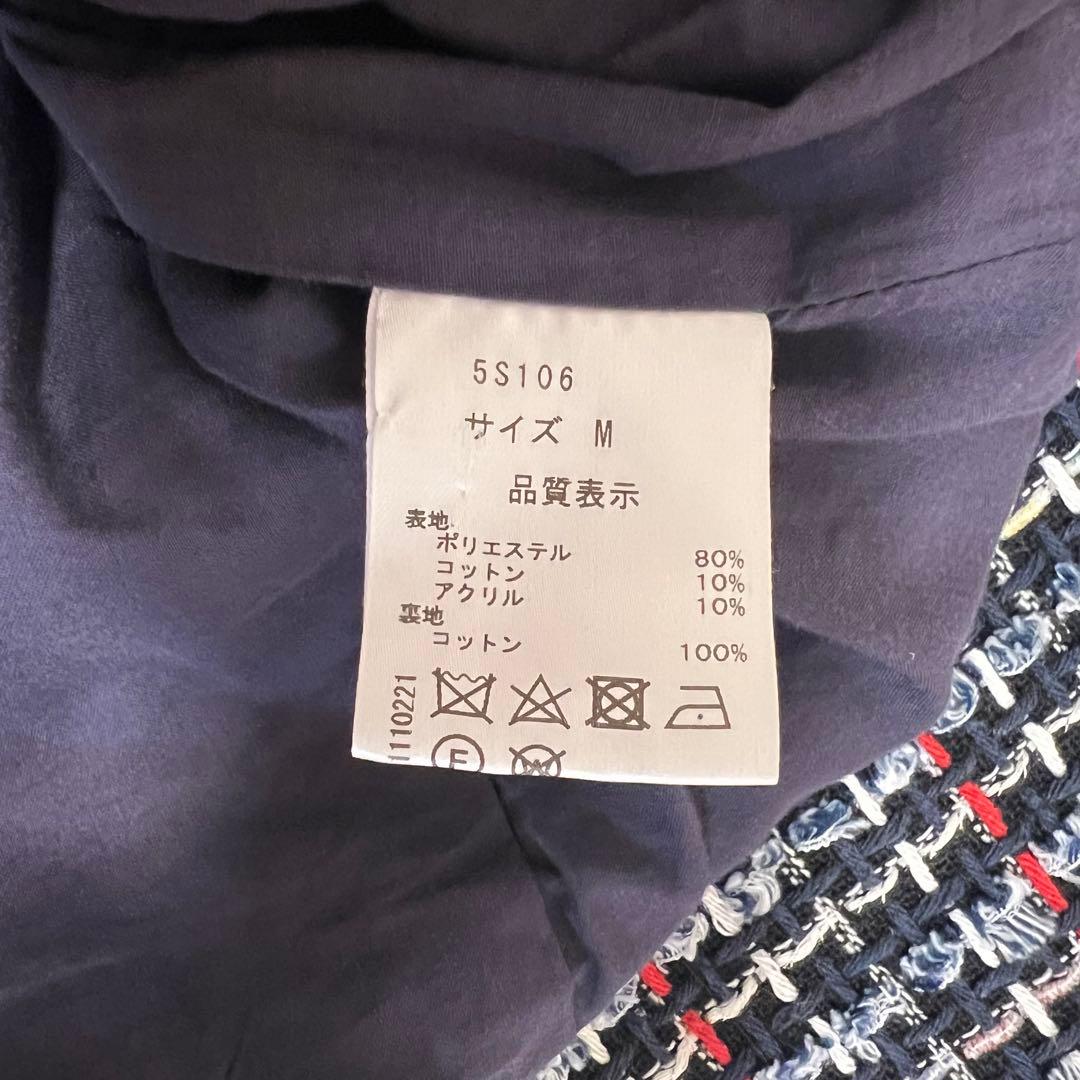 5S106
サイズ M
品質表示
表地
ポリエステル 80%
コットン 10%
アクリル 10%
裏地
コットン 100%
1110221
F W